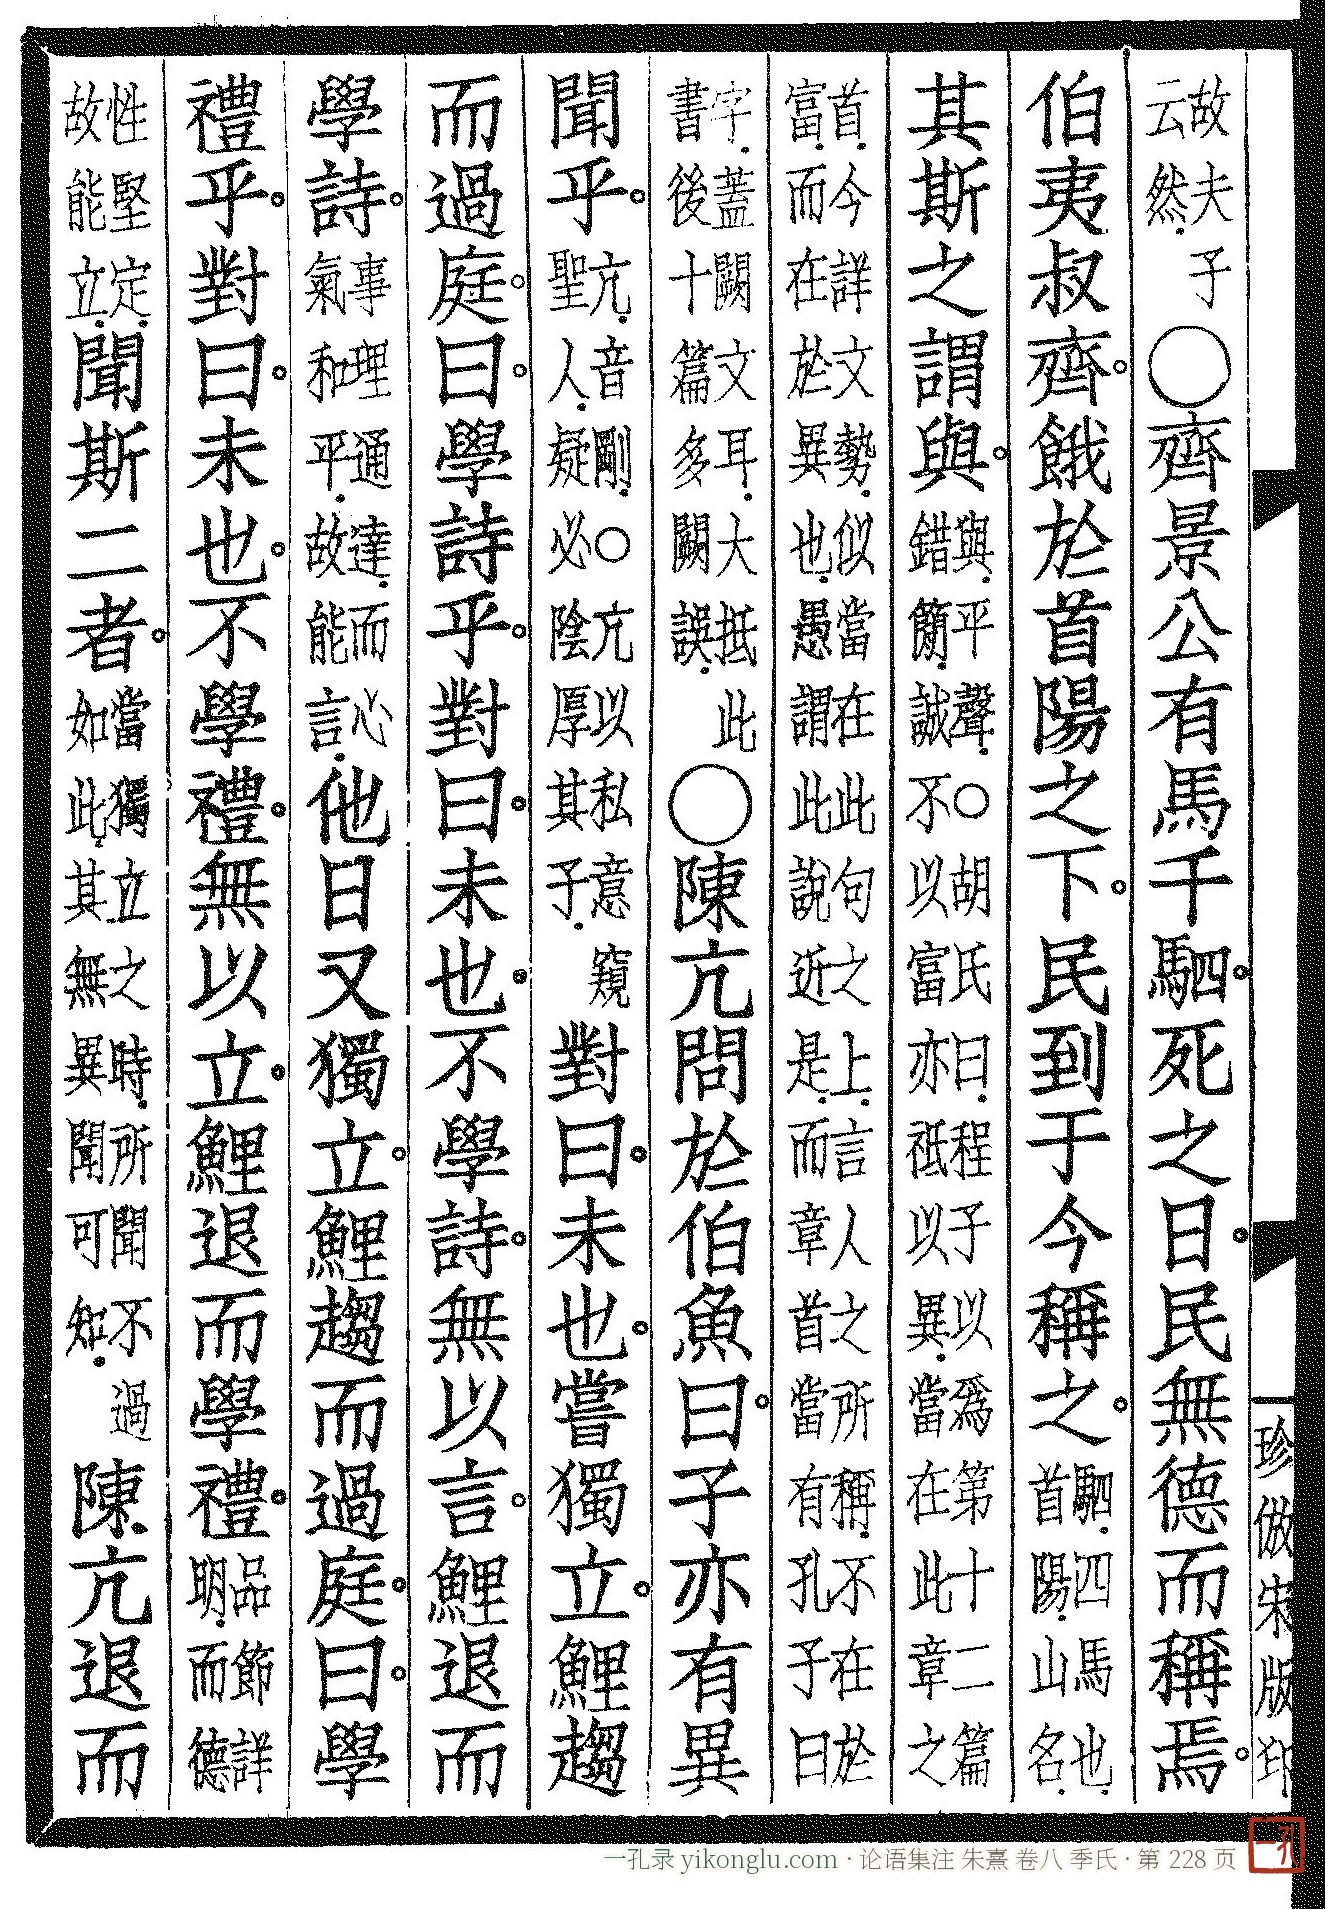 故夫子云然．○齊景公有馬千駟。死之日。民無德而稱焉。
伯夷叔齊。餓於首陽之下。民到于今稱之。駟．四馬也．首陽．山名．
其斯之謂與。與．平聲．○胡氏曰．程子以爲第十二篇錯簡．誠不以富亦祗以異．當在此章之
首．今詳文勢．似當在此句之上．言人之所稱．不在於富．而在於異也．愚謂此說近是．而章首當有孔子曰
字．蓋闕文耳．大抵此書後十篇多闕誤．○陳亢問於伯魚曰。子亦有異
聞乎。亢．音剛．○亢以私意窺聖人．疑必陰厚其子．對曰。未也。嘗獨立。鯉趨
而過庭。曰。學詩乎。對曰。未也。不學詩。無以言。鯉退而
學詩。事理通達．而心氣和平．故能言．他日又獨立。鯉趨而過庭。曰。學
禮乎。對曰。未也。不學禮。無以立。鯉退而學禮。品節詳明．而德
性堅定．故能立．聞斯二者。當獨立之時．所聞不過如此．其無異聞可知．陳亢退而
珍倣宋版印
一孔录 yikonglu.com · 论语集注 朱熹 卷八 季氏 · 第 228 页
一孔